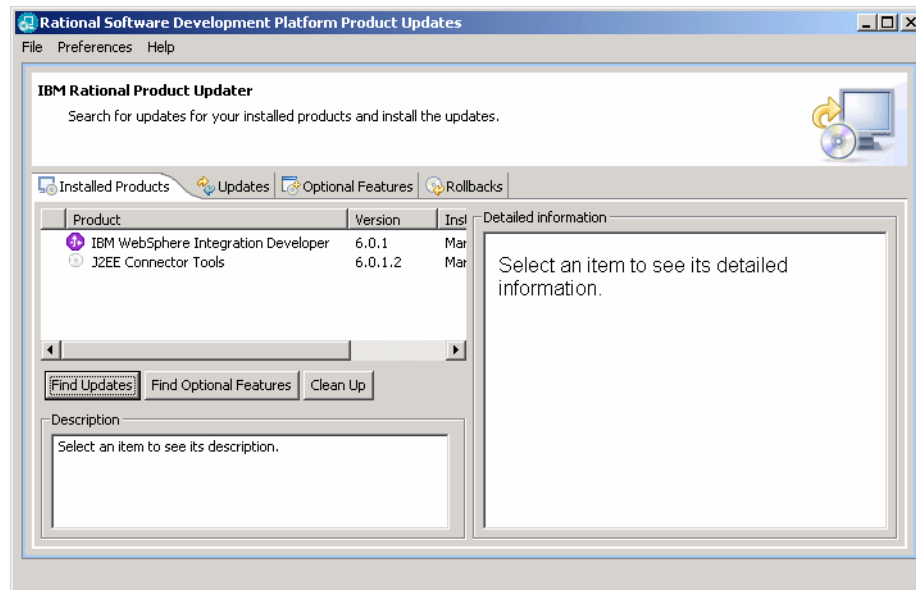 Rational Software Development Platform Product Updates
File Preferences Help
IBM Rational Product Updater
Search for updates for your installed products and install the updates.
Installed Products Updates Optional Features Rollbacks
Product Version Inst
IBM WebSphere Integration Developer 6.0.1 Mar
J2EE Connector Tools 6.0.1.2 Mar
Find Updates Find Optional Features Clean Up
Description
Select an item to see its description.
Detailed information
Select an item to see its detailed
information.